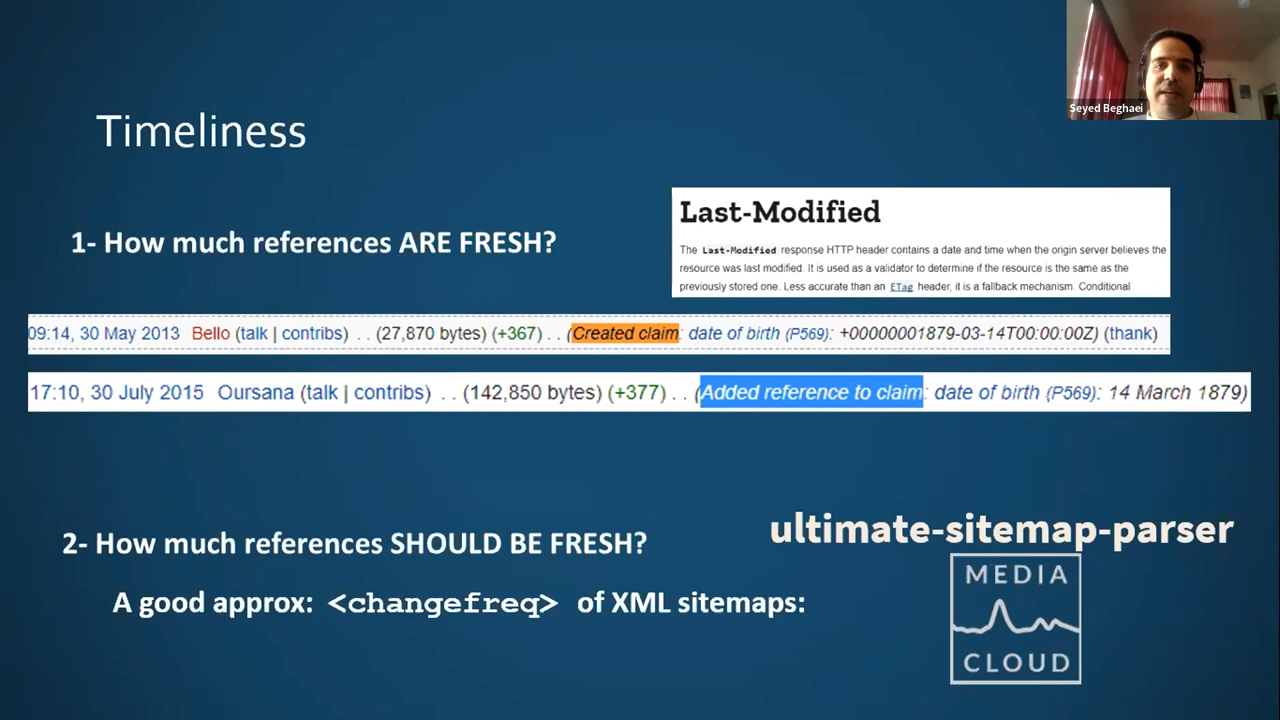 Seyed Beghaei
Timeliness
1- How much references ARE FRESH?
Last-Modified
The Last-Modified response HTTP header contains a date and time when the origin server believes the
resource was last modified. It is used as a validator to determine if the resource is the same as the
previously stored one. Less accurate than an ETag header, it is a fallback mechanism. Conditional
09:14, 30 May 2013 Bello (talk | contribs) . . (27,870 bytes) (+367) . . (Created claim: date of birth (P569): +00000001879-03-14T00:00:00Z) (thank)
17:10, 30 July 2015 Oursana (talk | contribs) . . (142,850 bytes) (+377) . . (Added reference to claim: date of birth (P569): 14 March 1879)
2- How much references SHOULD BE FRESH?
ultimate-sitemap-parser
A good approx: <changefreq> of XML sitemaps:
MEDIA
CLOUD